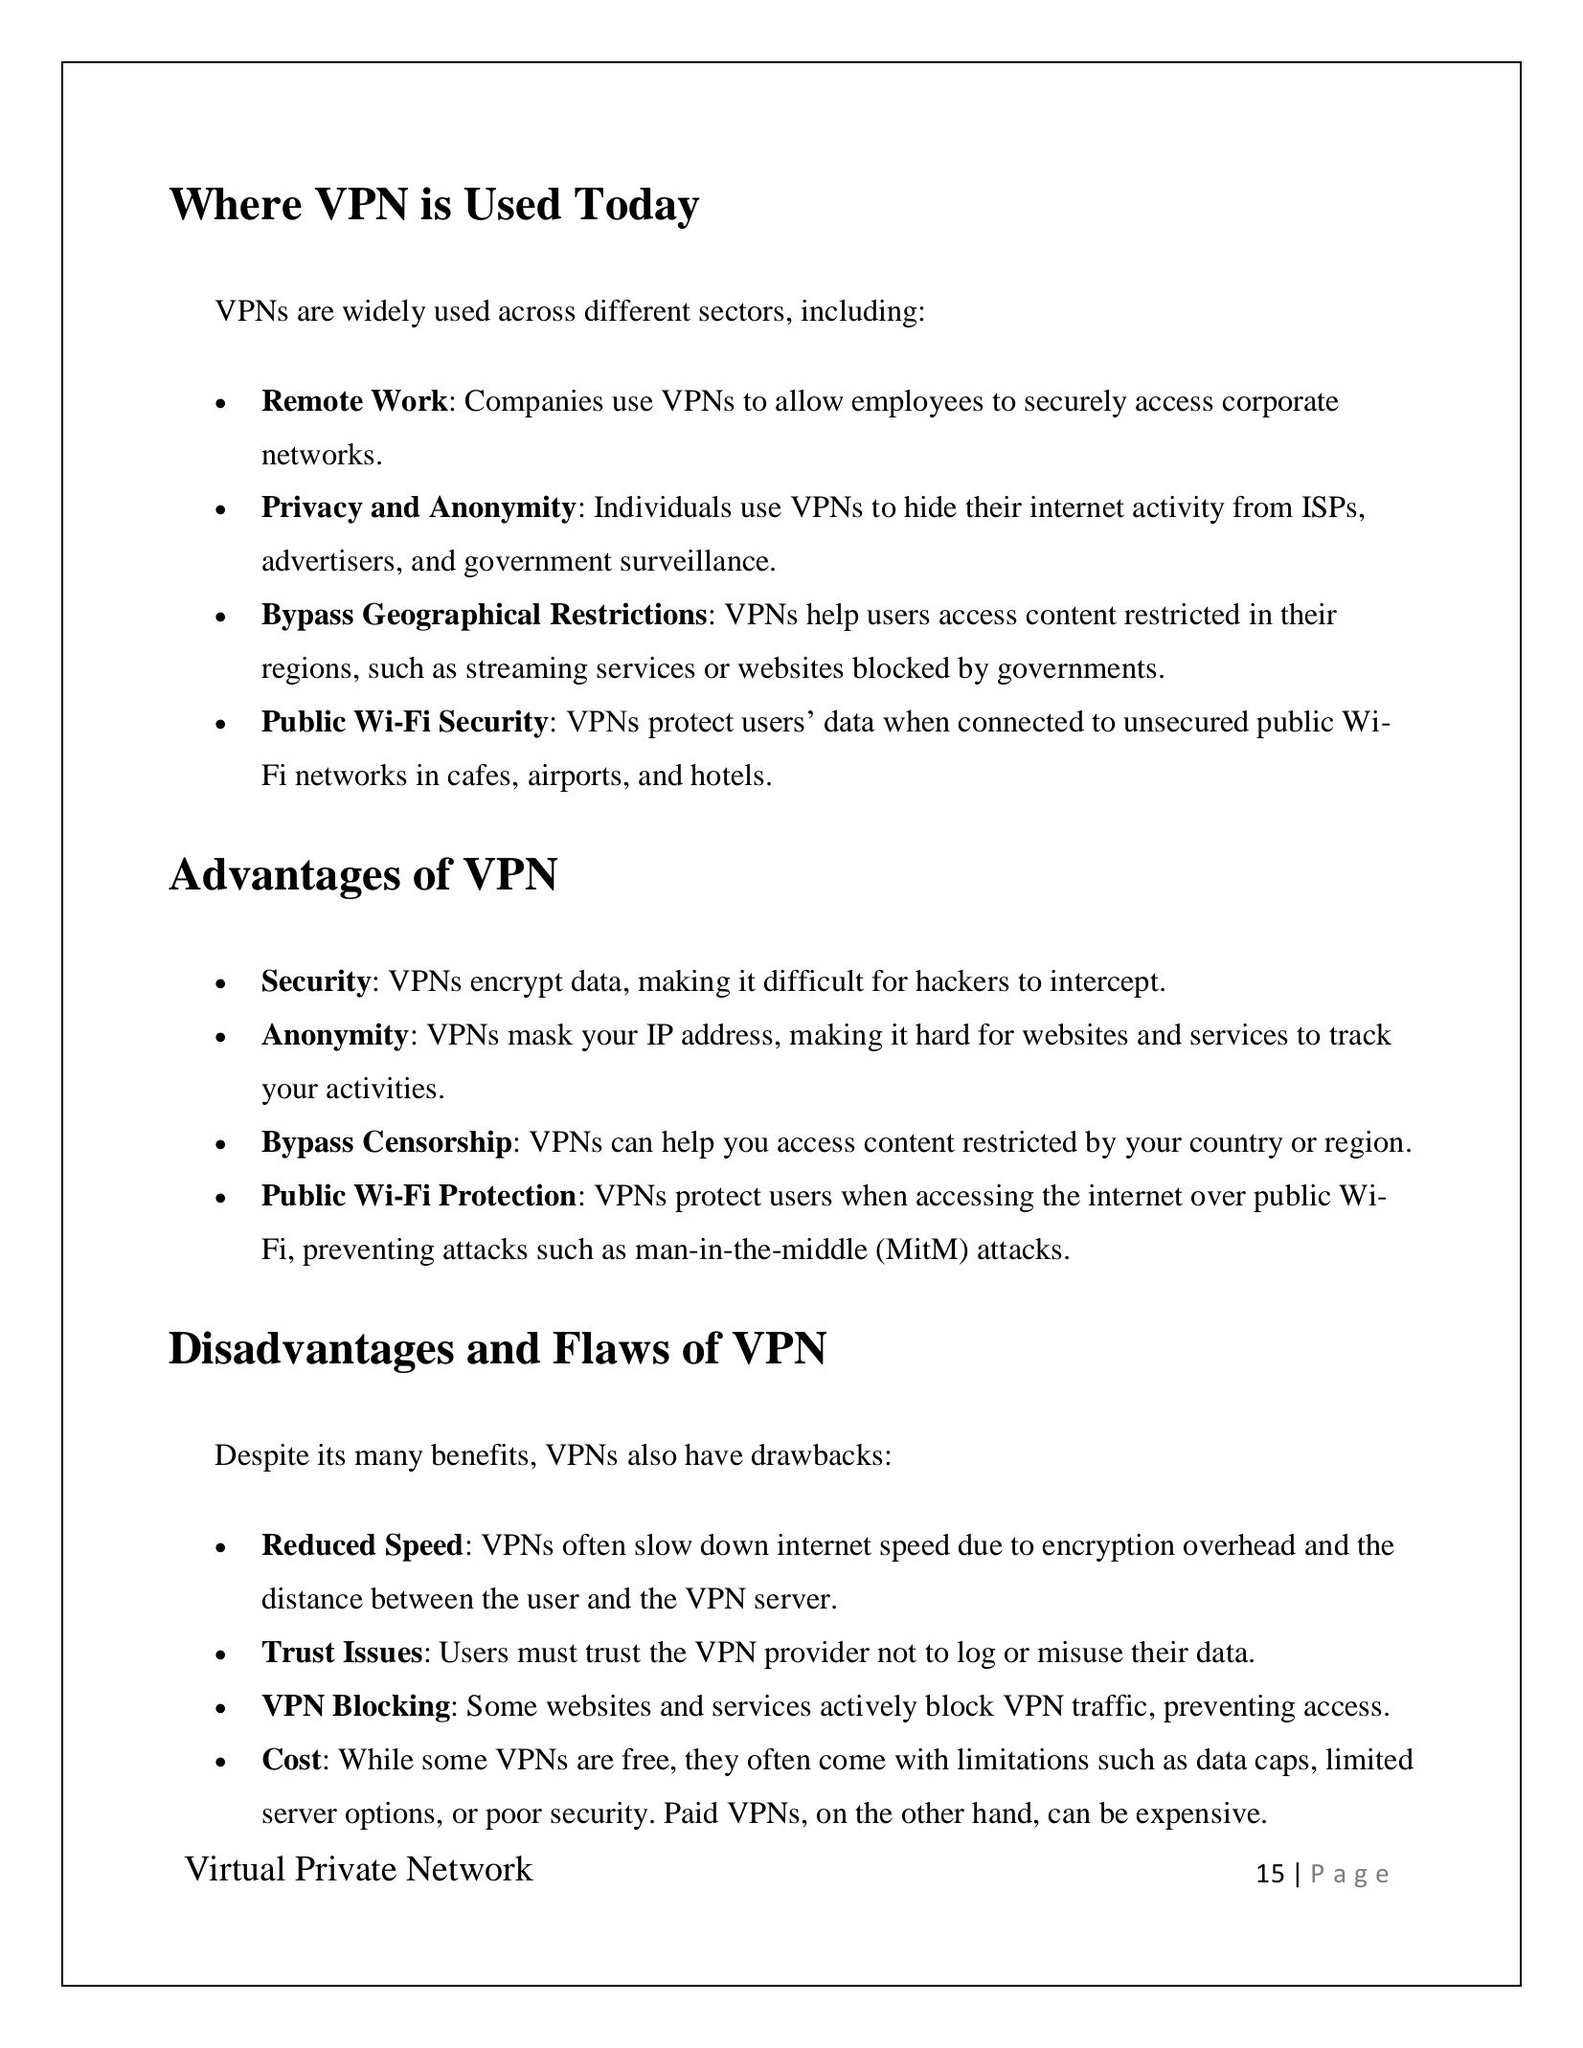 Where VPN is Used Today
VPNs are widely used across different sectors, including:
• Remote Work: Companies use VPNs to allow employees to securely access corporate
networks.
• Privacy and Anonymity: Individuals use VPNs to hide their internet activity from ISPs,
advertisers, and government surveillance.
• Bypass Geographical Restrictions: VPNs help users access content restricted in their
regions, such as streaming services or websites blocked by governments.
• Public Wi-Fi Security: VPNs protect users’ data when connected to unsecured public Wi-
Fi networks in cafes, airports, and hotels.
Advantages of VPN
• Security: VPNs encrypt data, making it difficult for hackers to intercept.
• Anonymity: VPNs mask your IP address, making it hard for websites and services to track
your activities.
• Bypass Censorship: VPNs can help you access content restricted by your country or region.
• Public Wi-Fi Protection: VPNs protect users when accessing the internet over public Wi-
Fi, preventing attacks such as man-in-the-middle (MitM) attacks.
Disadvantages and Flaws of VPN
Despite its many benefits, VPNs also have drawbacks:
• Reduced Speed: VPNs often slow down internet speed due to encryption overhead and the
distance between the user and the VPN server.
• Trust Issues: Users must trust the VPN provider not to log or misuse their data.
• VPN Blocking: Some websites and services actively block VPN traffic, preventing access.
• Cost: While some VPNs are free, they often come with limitations such as data caps, limited
server options, or poor security. Paid VPNs, on the other hand, can be expensive.
Virtual Private Network 15 | Page